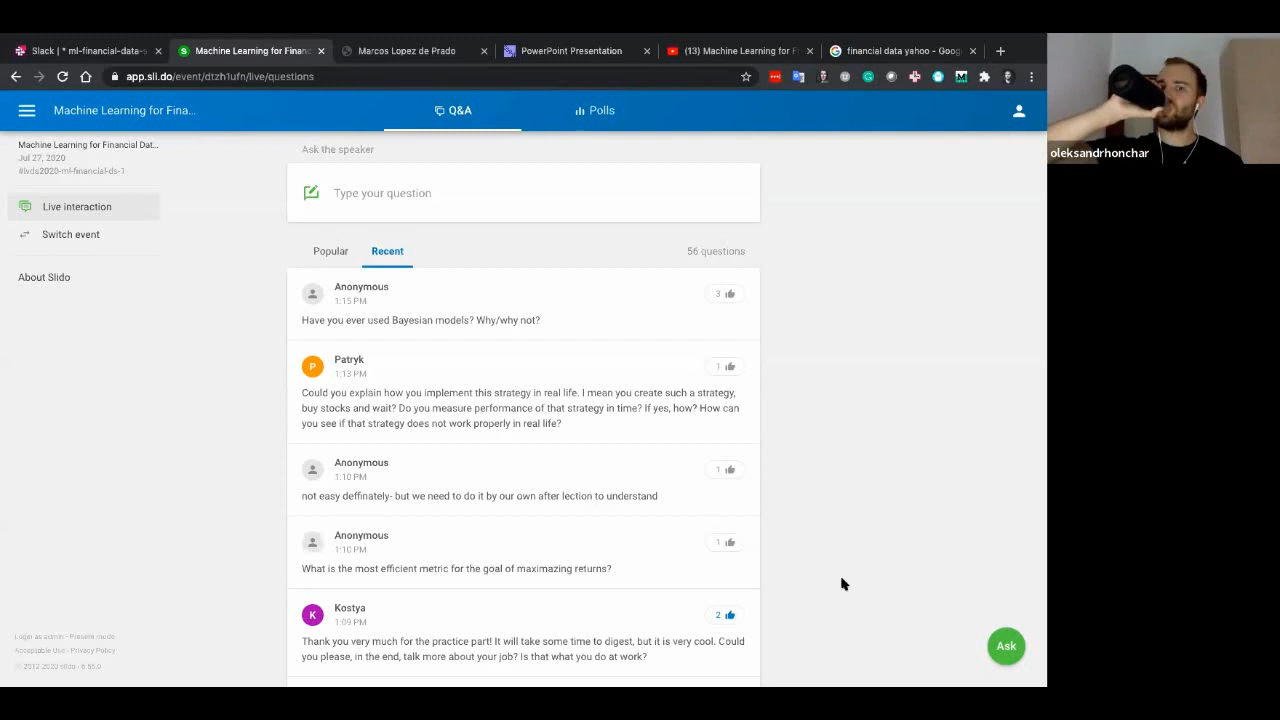 Slack | * ml-financial-data-s
Machine Learning for Financ
Marcos Lopez de Prado
PowerPoint Presentation
(13) Machine Learning for F
financial data yahoo - Goog
app.sli.do/event/dtzh1ufn/live/questions
Machine Learning for Fina...
Q&A
Polls
oleksandrhonchar
Machine Learning for Financial Dat...
Jul 27, 2020
#lvds2020-ml-financial-ds-1
Live interaction
Switch event
About Slido
Ask the speaker
Type your question
Popular
Recent
56 questions
Anonymous
1:15 PM
3
Have you ever used Bayesian models? Why/why not?
P
Patryk
1:13 PM
1
Could you explain how you implement this strategy in real life. I mean you create such a strategy,
buy stocks and wait? Do you measure performance of that strategy in time? If yes, how? How can
you see if that strategy does not work properly in real life?
Anonymous
1:10 PM
1
not easy deffinately- but we need to do it by our own after lection to understand
Anonymous
1:10 PM
1
What is the most efficient metric for the goal of maximazing returns?
K
Kostya
1:09 PM
2
Thank you very much for the practice part! It will take some time to digest, but it is very cool. Could
you please, in the end, talk more about your job? Is that what you do at work?
Login as admin - Present mode
Acceptable Use - Privacy Policy
Ask